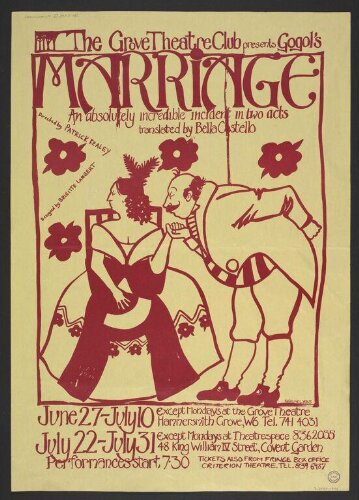 The Grove Theatre Club presents Gogol's
MARRIAGE
An absolutely incredible incident in two acts
translated by Bella Costello
Directed by PATRICK KEALEY
Designed by BRIGITTE LAMBERT
June 27-July 10 Except Mondays at the Grove Theatre
Hammersmith Grove, W6 Tel. 741 4031
July 22-July 31 Except Mondays at Theatrespace 836 2035
48 King William IV Street, Covent Garden
Performances start, 7·30 TICKETS ALSO FROM FRINGE BOX OFFICE
CRITERION THEATRE, TEL. 839 6987